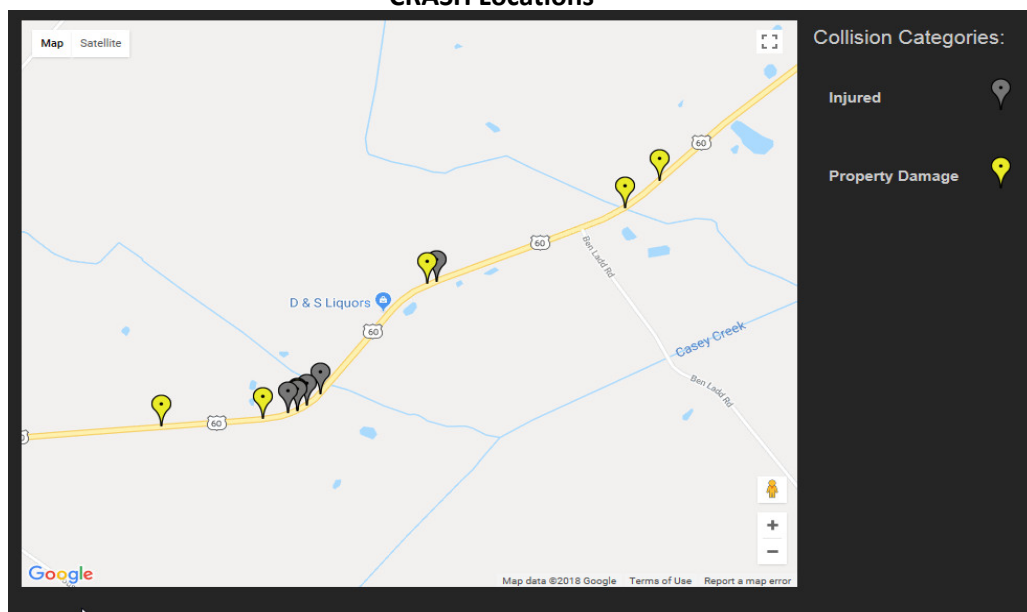 CRASH Locations
Map Satellite
Collision Categories:
Injured
Property Damage
60
60
Ben Ladd Rd
D & S Liquors
60
Casey Creek
Ben Ladd Rd
60
Google
Map data ©2018 Google Terms of Use Report a map error